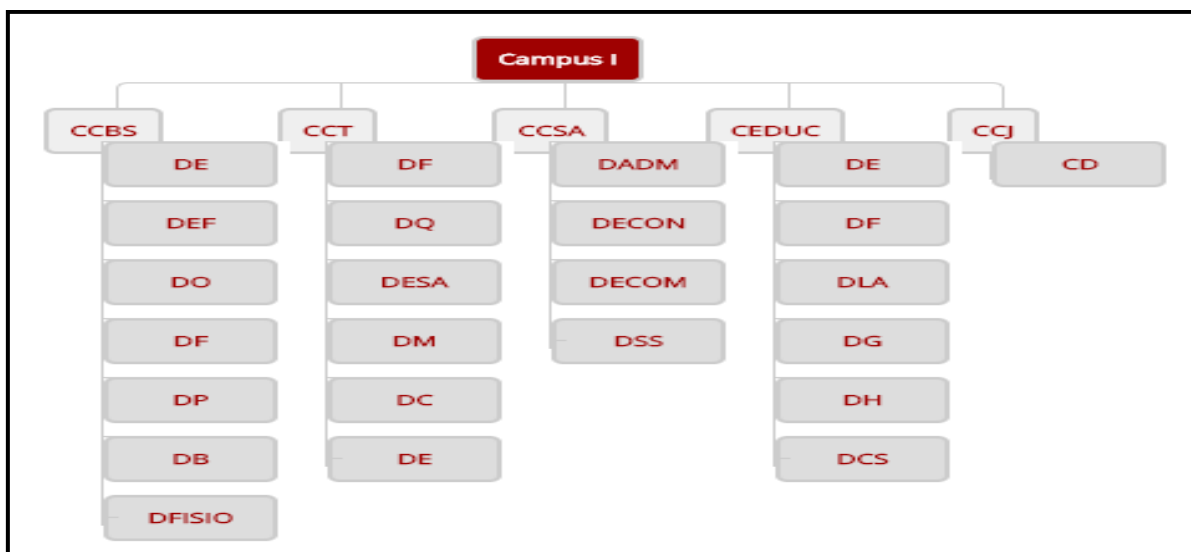 Campus I
CCBS
CCT
CCSA
CEDUC
CCJ
DE
DF
DADM
DE
CD
DEF
DQ
DECON
DF
DO
DESA
DECOM
DLA
DF
DM
DSS
DG
DP
DC
DH
DB
DE
DCS
DFISIO